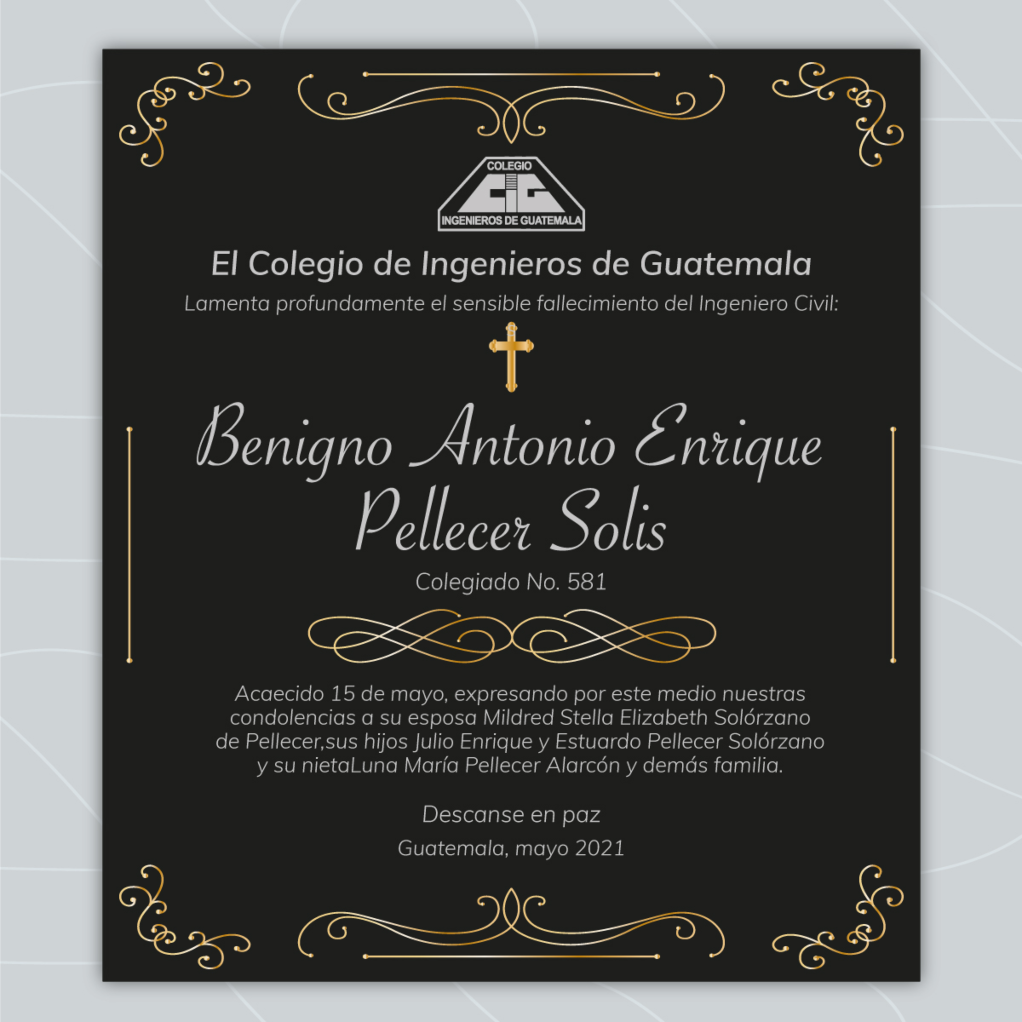 COLEGIO
CIG
INGENIEROS DE GUATEMALA
El Colegio de Ingenieros de Guatemala
Lamenta profundamente el sensible fallecimiento del Ingeniero Civil:
Benigno Antonio Enrique
Pellecer Solis
Colegiado No. 581
Acaecido 15 de mayo, expresando por este medio nuestras
condolencias a su esposa Mildred Stella Elizabeth Solórzano
de Pellecer,sus hijos Julio Enrique y Estuardo Pellecer Solórzano
y su nietaLuna María Pellecer Alarcón y demás familia.
Descanse en paz
Guatemala, mayo 2021